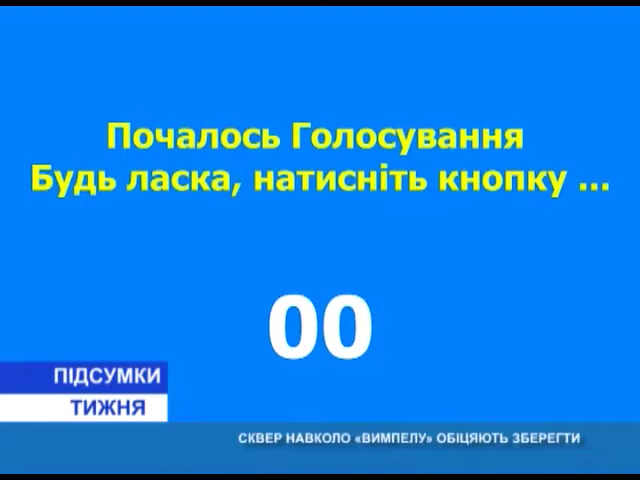 Почалось Голосування
Будь ласка, натисніть кнопку ...
00
ПІДСУМКИ
ТИЖНЯ
СКВЕР НАВКОЛО «ВИМПЕЛУ» ОБІЦЯЮТЬ ЗБЕРЕГТИ